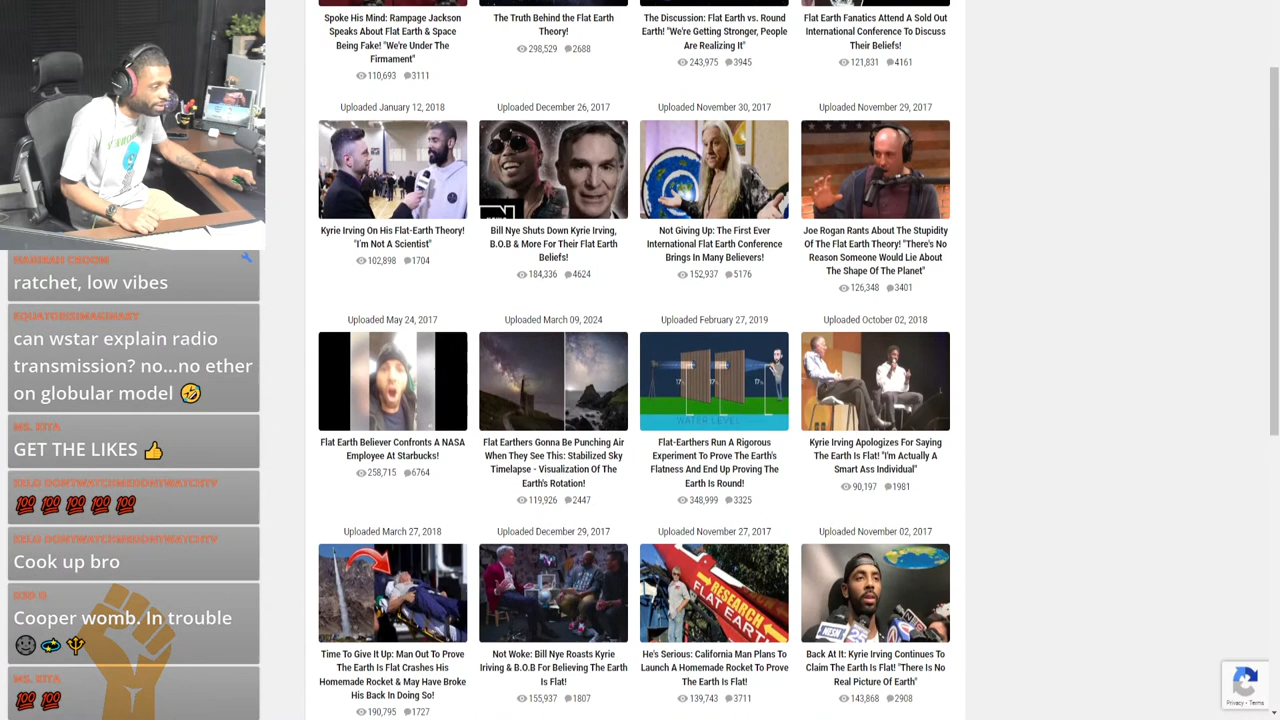 Spoke His Mind: Rampage Jackson
Speaks About Flat Earth & Space
Being Fake! "We're Under The
Firmament"
110,693 3111
The Truth Behind the Flat Earth
Theory!
298,529 2688
The Discussion: Flat Earth vs. Round
Earth! "We're Getting Stronger, People
Are Realizing It"
243,975 3945
Flat Earth Fanatics Attend A Sold Out
International Conference To Discuss
Their Beliefs!
121,831 4161
Uploaded January 12, 2018
Kyrie Irving On His Flat-Earth Theory!
"I'm Not A Scientist"
102,898 1704
Uploaded December 26, 2017
Bill Nye Shuts Down Kyrie Irving,
B.O.B & More For Their Flat Earth
Beliefs!
184,336 4624
Uploaded November 30, 2017
Not Giving Up: The First Ever
International Flat Earth Conference
Brings In Many Believers!
152,937 5176
Uploaded November 29, 2017
Joe Rogan Rants About The Stupidity
Of The Flat Earth Theory! "There's No
Reason Someone Would Lie About
The Shape Of The Planet"
126,348 3401
Uploaded May 24, 2017
Flat Earth Believer Confronts A NASA
Employee At Starbucks!
258,715 6764
Uploaded March 09, 2024
Flat Earthers Gonna Be Punching Air
When They See This: Stabilized Sky
Timelapse - Visualization Of The
Earth's Rotation!
119,926 2447
Uploaded February 27, 2019
17'
17'
17'
WATER LEVEL
Flat-Earthers Run A Rigorous
Experiment To Prove The Earth's
Flatness And End Up Proving The
Earth Is Round!
348,999 3325
Uploaded October 02, 2018
Kyrie Irving Apologizes For Saying
The Earth Is Flat! "I'm Actually A
Smart Ass Individual"
90,197 1981
Uploaded March 27, 2018
Time To Give It Up: Man Out To Prove
The Earth Is Flat Crashes His
Homemade Rocket & May Have Broke
His Back In Doing So!
190,795 1727
Uploaded December 29, 2017
Not Woke: Bill Nye Roasts Kyrie
Iriving & B.O.B For Believing The Earth
Is Flat!
155,937 1807
Uploaded November 27, 2017
RESEARCH
FLAT EARTH
He's Serious: California Man Plans To
Launch A Homemade Rocket To Prove
The Earth Is Flat!
139,743 3711
Uploaded November 02, 2017
Back At It: Kyrie Irving Continues To
Claim The Earth Is Flat! "There Is No
Real Picture Of Earth"
143,868 2908
HANNAH CROOM
ratchet, low vibes
can wstar explain radio
transmission? no...no ether
on globular model 🤣
MS. RITA
GET THE LIKES 👍
💯 💯 💯 💯 💯
Cook up bro
Cooper womb. In trouble
MS. RITA
💯 💯
Privacy - Terms